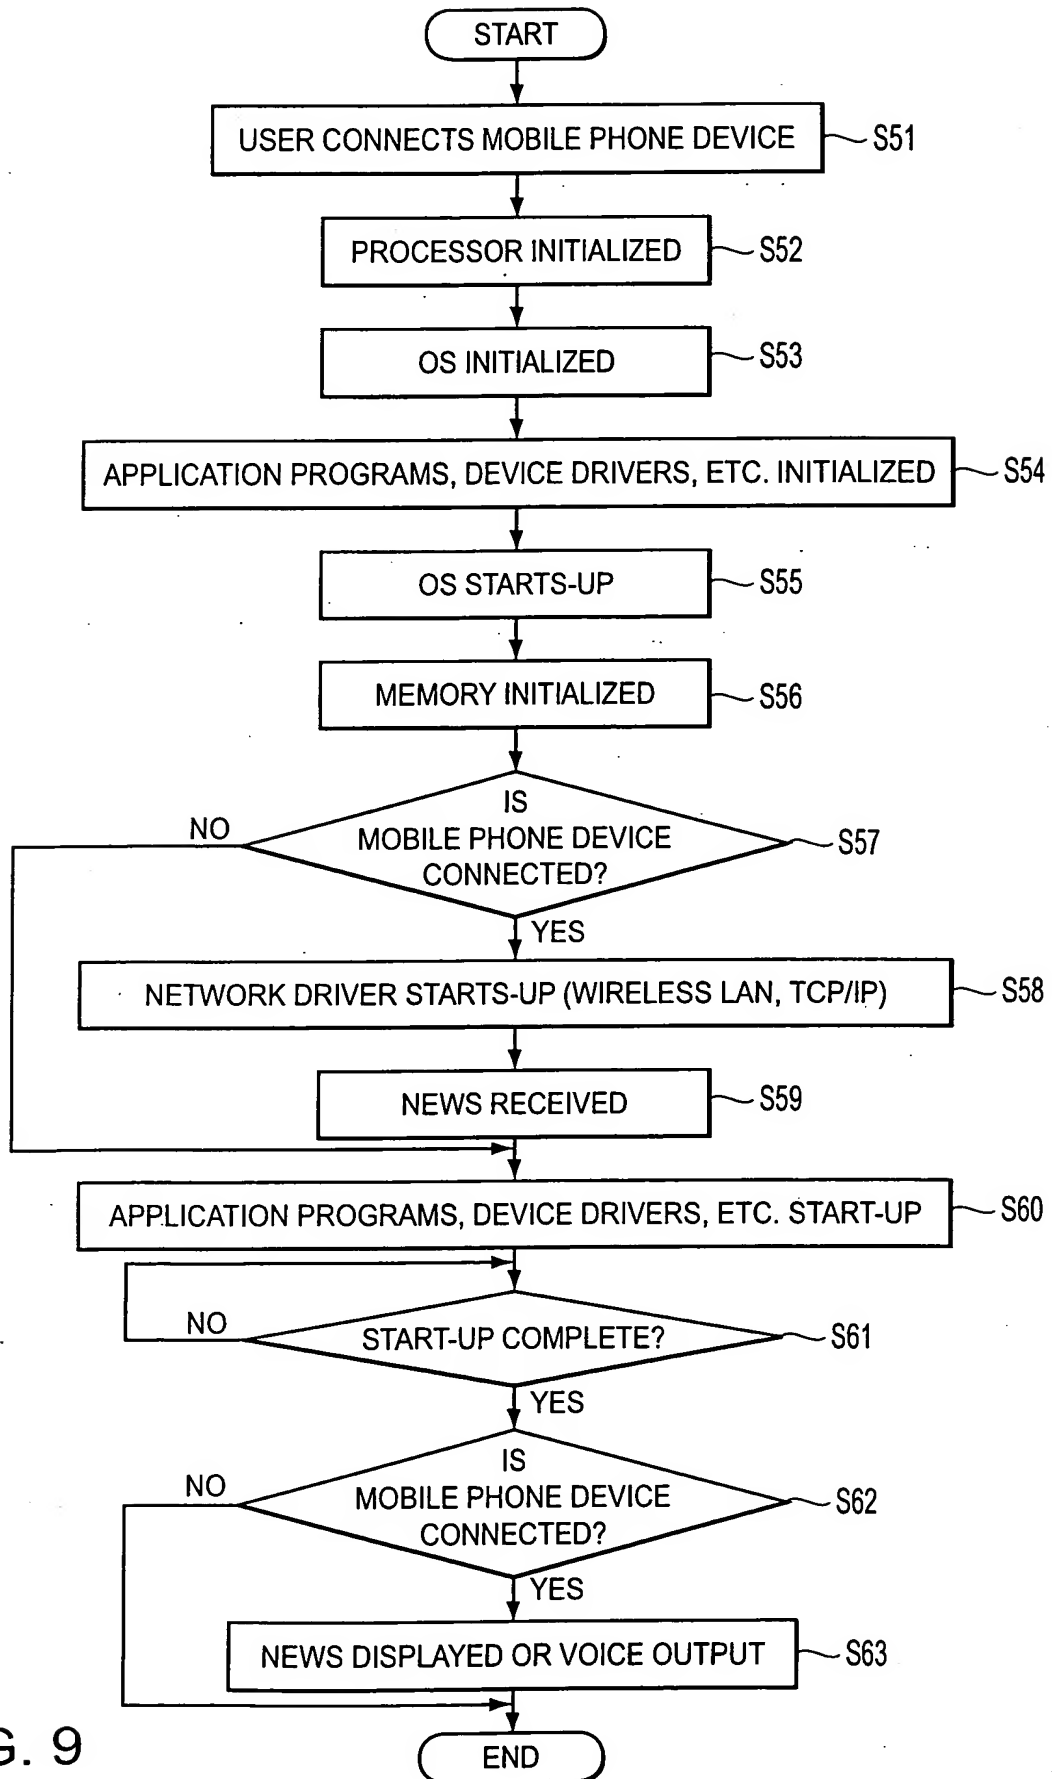 START
USER CONNECTS MOBILE PHONE DEVICE
S51
PROCESSOR INITIALIZED
S52
OS INITIALIZED
S53
APPLICATION PROGRAMS, DEVICE DRIVERS, ETC. INITIALIZED
S54
OS STARTS-UP
S55
MEMORY INITIALIZED
S56
IS
MOBILE PHONE DEVICE
CONNECTED?
S57
NO
YES
NETWORK DRIVER STARTS-UP (WIRELESS LAN, TCP/IP)
S58
NEWS RECEIVED
S59
APPLICATION PROGRAMS, DEVICE DRIVERS, ETC. START-UP
S60
START-UP COMPLETE?
S61
NO
YES
IS
MOBILE PHONE DEVICE
CONNECTED?
S62
NO
YES
NEWS DISPLAYED OR VOICE OUTPUT
S63
END
G. 9